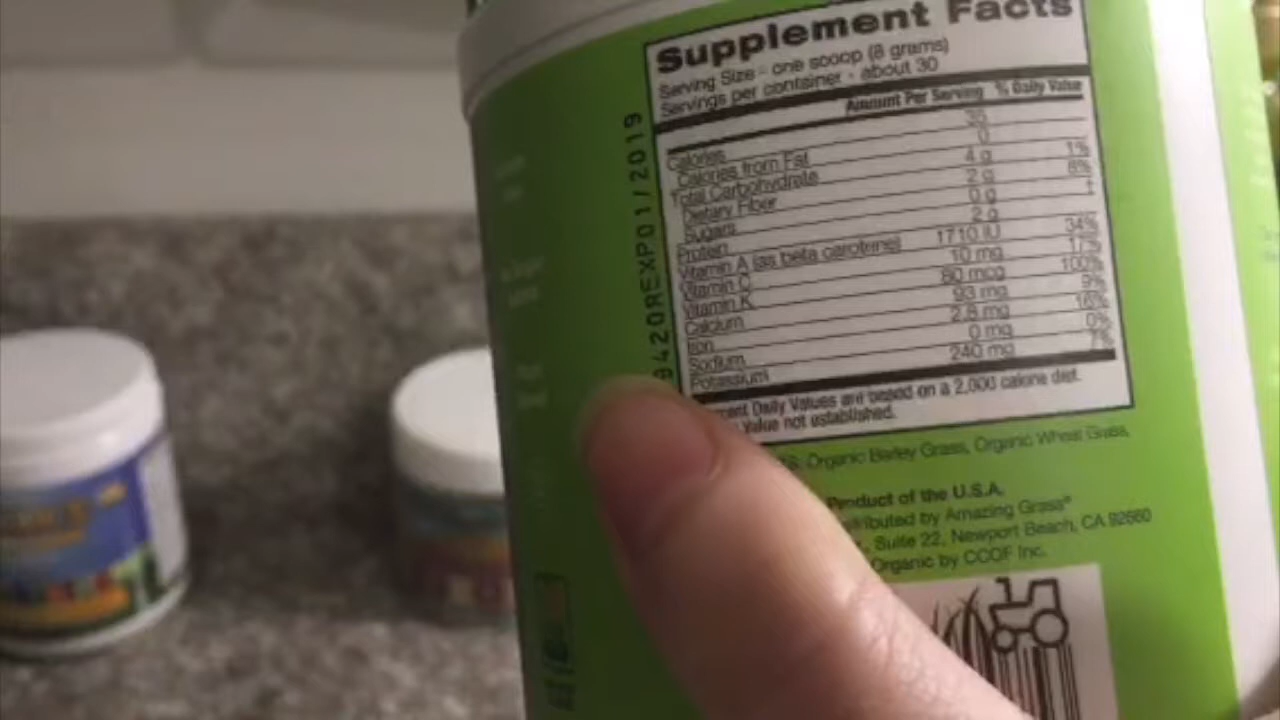 Supplement Facts
Serving Size - one scoop (8 grams)
Servings per container - about 30
Amount Per Serving % Daily Value
Calories 35
Calories from Fat 0
Total Carbohydrate 4 g 1%
Dietary Fiber 2 g 8%
Sugars 0 g ‡
Protein 2 g
Vitamin A (as beta carotene) 1710 IU 34%
Vitamin C 10 mg 17%
Vitamin K 80 mcg 100%
Calcium 93 mg 9%
Iron 2.8 mg 16%
Sodium 0 mg 0%
Potassium 240 mg 7%
Daily Values are based on a 2,000 calorie diet.
Value not established.
9420REXP01/2019
Organic Barley Grass, Organic Wheat Grass,
Product of the U.S.A.
by Amazing Grass®
, Suite 22, Newport Beach, CA 92660
Organic by CCOF Inc.